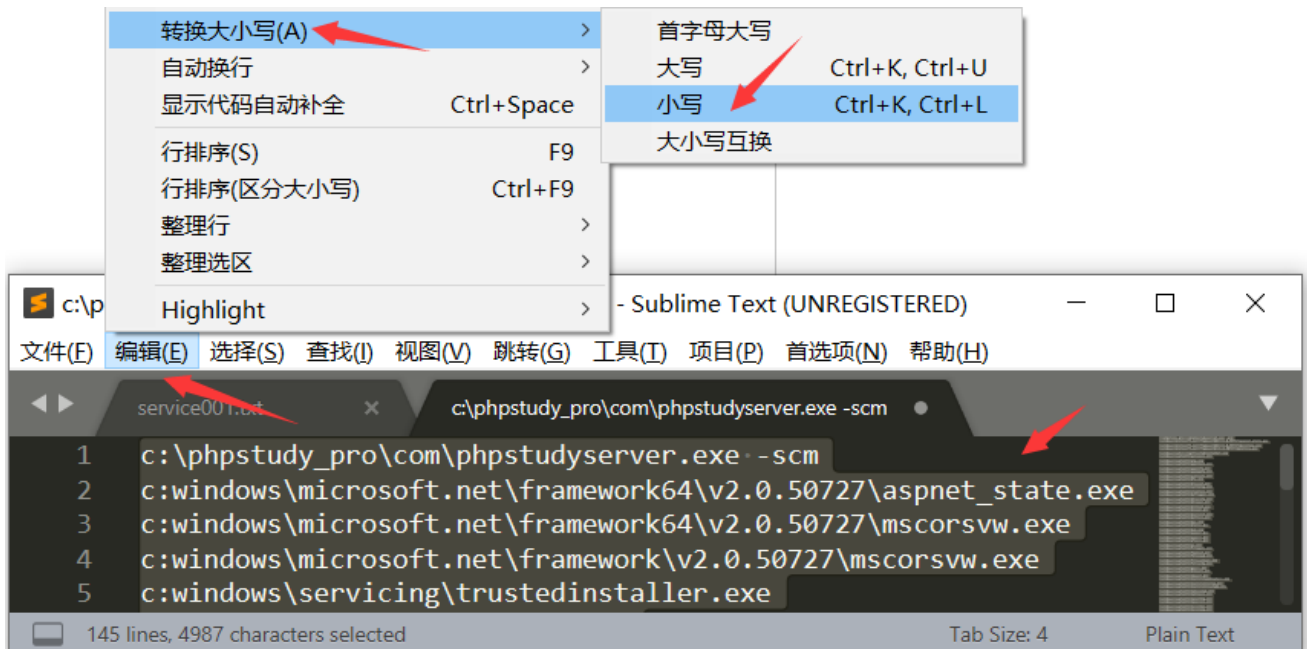 转换大小写(A) >
首字母大写
自动换行 >
大写 Ctrl+K, Ctrl+U
显示代码自动补全 Ctrl+Space
小写 Ctrl+K, Ctrl+L
大小写互换
行排序(S) F9
行排序(区分大小写) Ctrl+F9
整理行 >
整理选区 >
Highlight >
c:\p - Sublime Text (UNREGISTERED)
文件(F) 编辑(E) 选择(S) 查找(I) 视图(V) 跳转(G) 工具(T) 项目(P) 首选项(N) 帮助(H)
service001.txt c:\phpstudy_pro\com\phpstudyserver.exe -scm
1 c:\phpstudy_pro\com\phpstudyserver.exe -scm
2 c:windows\microsoft.net\framework64\v2.0.50727\aspnet_state.exe
3 c:windows\microsoft.net\framework64\v2.0.50727\mscorsvw.exe
4 c:windows\microsoft.net\framework\v2.0.50727\mscorsvw.exe
5 c:windows\servicing\trustedinstaller.exe
145 lines, 4987 characters selected Tab Size: 4 Plain Text